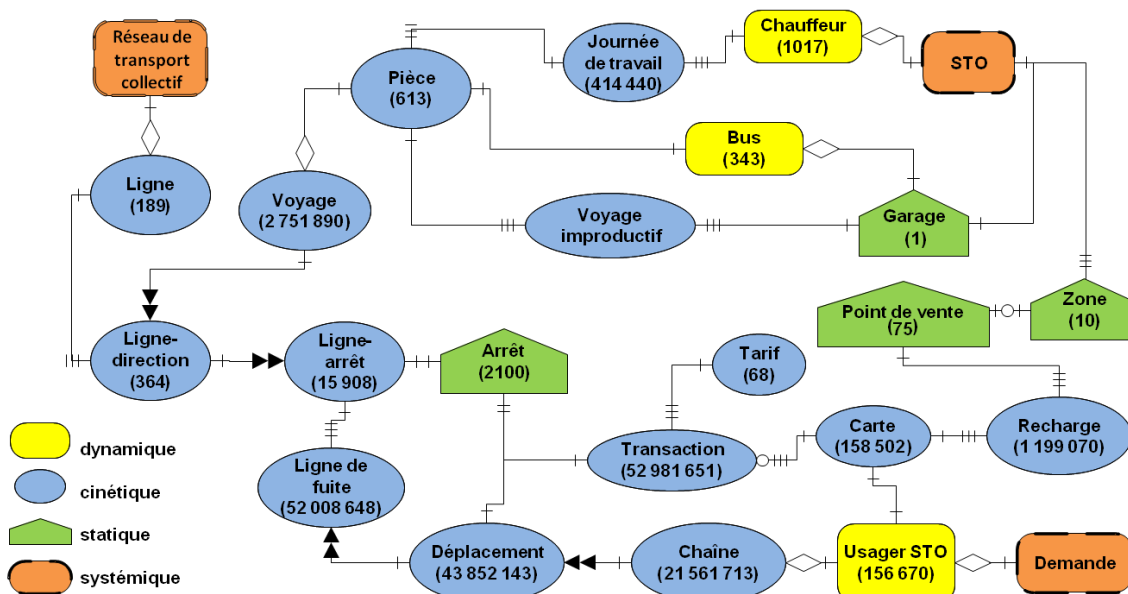 Réseau de
transport
collectif
Pièce
(613)
Journée
de travail
(414 440)
Chauffeur
(1017)
STO
Bus
(343)
Ligne
(189)
Voyage
(2 751 890)
Voyage
improductif
Garage
(1)
Point de vente
(75)
Zone
(10)
Ligne-
direction
(364)
Ligne-
arrêt
(15 908)
Arrêt
(2100)
Tarif
(68)
dynamique
cinétique
statique
systémique
Ligne de
fuite
(52 008 648)
Transaction
(52 981 651)
Carte
(158 502)
Recharge
(1 199 070)
Déplacement
(43 852 143)
Chaîne
(21 561 713)
Usager STO
(156 670)
Demande